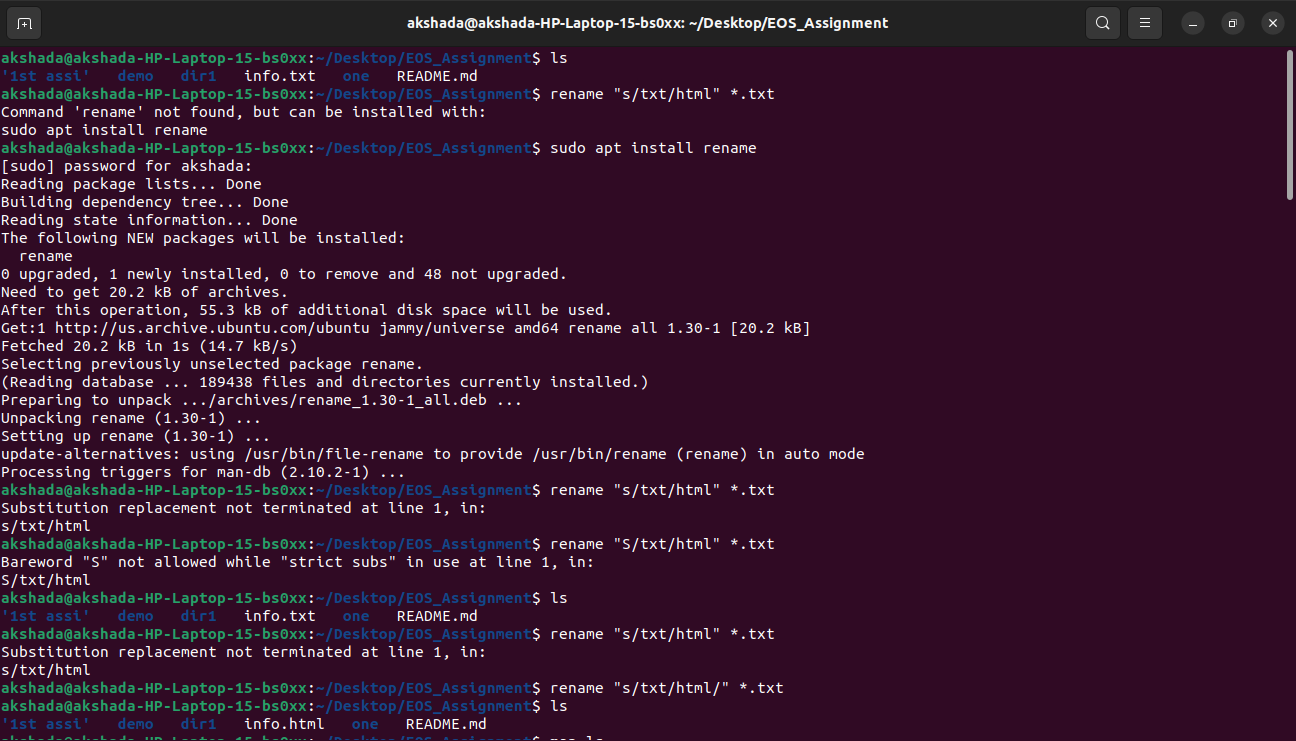 akshada@akshada-HP-Laptop-15-bs0xx: ~/Desktop/EOS_Assignment
akshada@akshada-HP-Laptop-15-bs0xx:~/Desktop/EOS_Assignment$ ls
'1st assi'   demo   dir1   info.txt   one   README.md
akshada@akshada-HP-Laptop-15-bs0xx:~/Desktop/EOS_Assignment$ rename "s/txt/html" *.txt
Command 'rename' not found, but can be installed with:
sudo apt install rename
akshada@akshada-HP-Laptop-15-bs0xx:~/Desktop/EOS_Assignment$ sudo apt install rename
[sudo] password for akshada:
Reading package lists... Done
Building dependency tree... Done
Reading state information... Done
The following NEW packages will be installed:
  rename
0 upgraded, 1 newly installed, 0 to remove and 48 not upgraded.
Need to get 20.2 kB of archives.
After this operation, 55.3 kB of additional disk space will be used.
Get:1 http://us.archive.ubuntu.com/ubuntu jammy/universe amd64 rename all 1.30-1 [20.2 kB]
Fetched 20.2 kB in 1s (14.7 kB/s)
Selecting previously unselected package rename.
(Reading database ... 189438 files and directories currently installed.)
Preparing to unpack .../archives/rename_1.30-1_all.deb ...
Unpacking rename (1.30-1) ...
Setting up rename (1.30-1) ...
update-alternatives: using /usr/bin/file-rename to provide /usr/bin/rename (rename) in auto mode
Processing triggers for man-db (2.10.2-1) ...
akshada@akshada-HP-Laptop-15-bs0xx:~/Desktop/EOS_Assignment$ rename "s/txt/html" *.txt
Substitution replacement not terminated at line 1, in:
s/txt/html
akshada@akshada-HP-Laptop-15-bs0xx:~/Desktop/EOS_Assignment$ rename "S/txt/html" *.txt
Bareword "S" not allowed while "strict subs" in use at line 1, in:
S/txt/html
akshada@akshada-HP-Laptop-15-bs0xx:~/Desktop/EOS_Assignment$ ls
'1st assi'   demo   dir1   info.txt   one   README.md
akshada@akshada-HP-Laptop-15-bs0xx:~/Desktop/EOS_Assignment$ rename "s/txt/html" *.txt
Substitution replacement not terminated at line 1, in:
s/txt/html
akshada@akshada-HP-Laptop-15-bs0xx:~/Desktop/EOS_Assignment$ rename "s/txt/html/" *.txt
akshada@akshada-HP-Laptop-15-bs0xx:~/Desktop/EOS_Assignment$ ls
'1st assi'   demo   dir1   info.html   one   README.md
akshada@akshada-HP-Laptop-15-bs0xx:~/Desktop/EOS_Assignment$